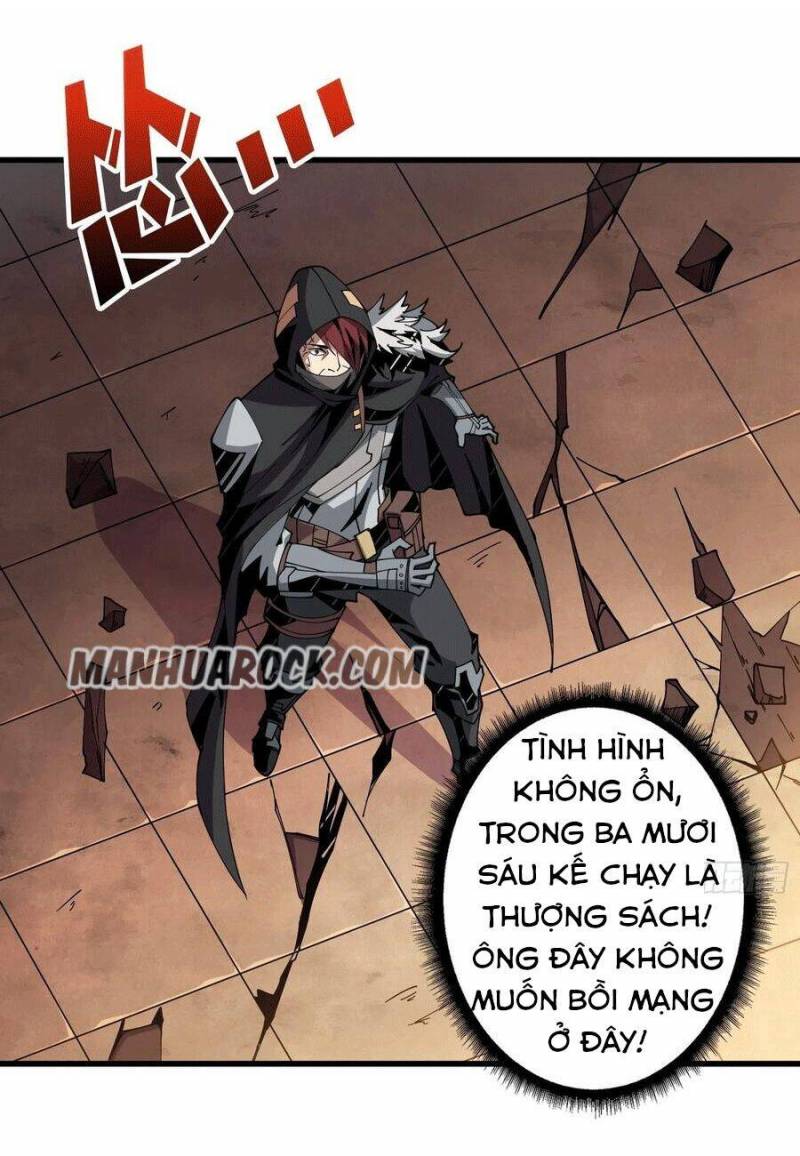 怂...
MANHUAROCK.COM
TÌNH HÌNH
KHÔNG ỔN,
TRONG BA MƯƠI
SÁU KẾ CHẠY LÀ
THƯỢNG SÁCH!
ÔNG ĐÂY KHÔNG
MUỐN BỒI MẠNG
Ở ĐÂY!